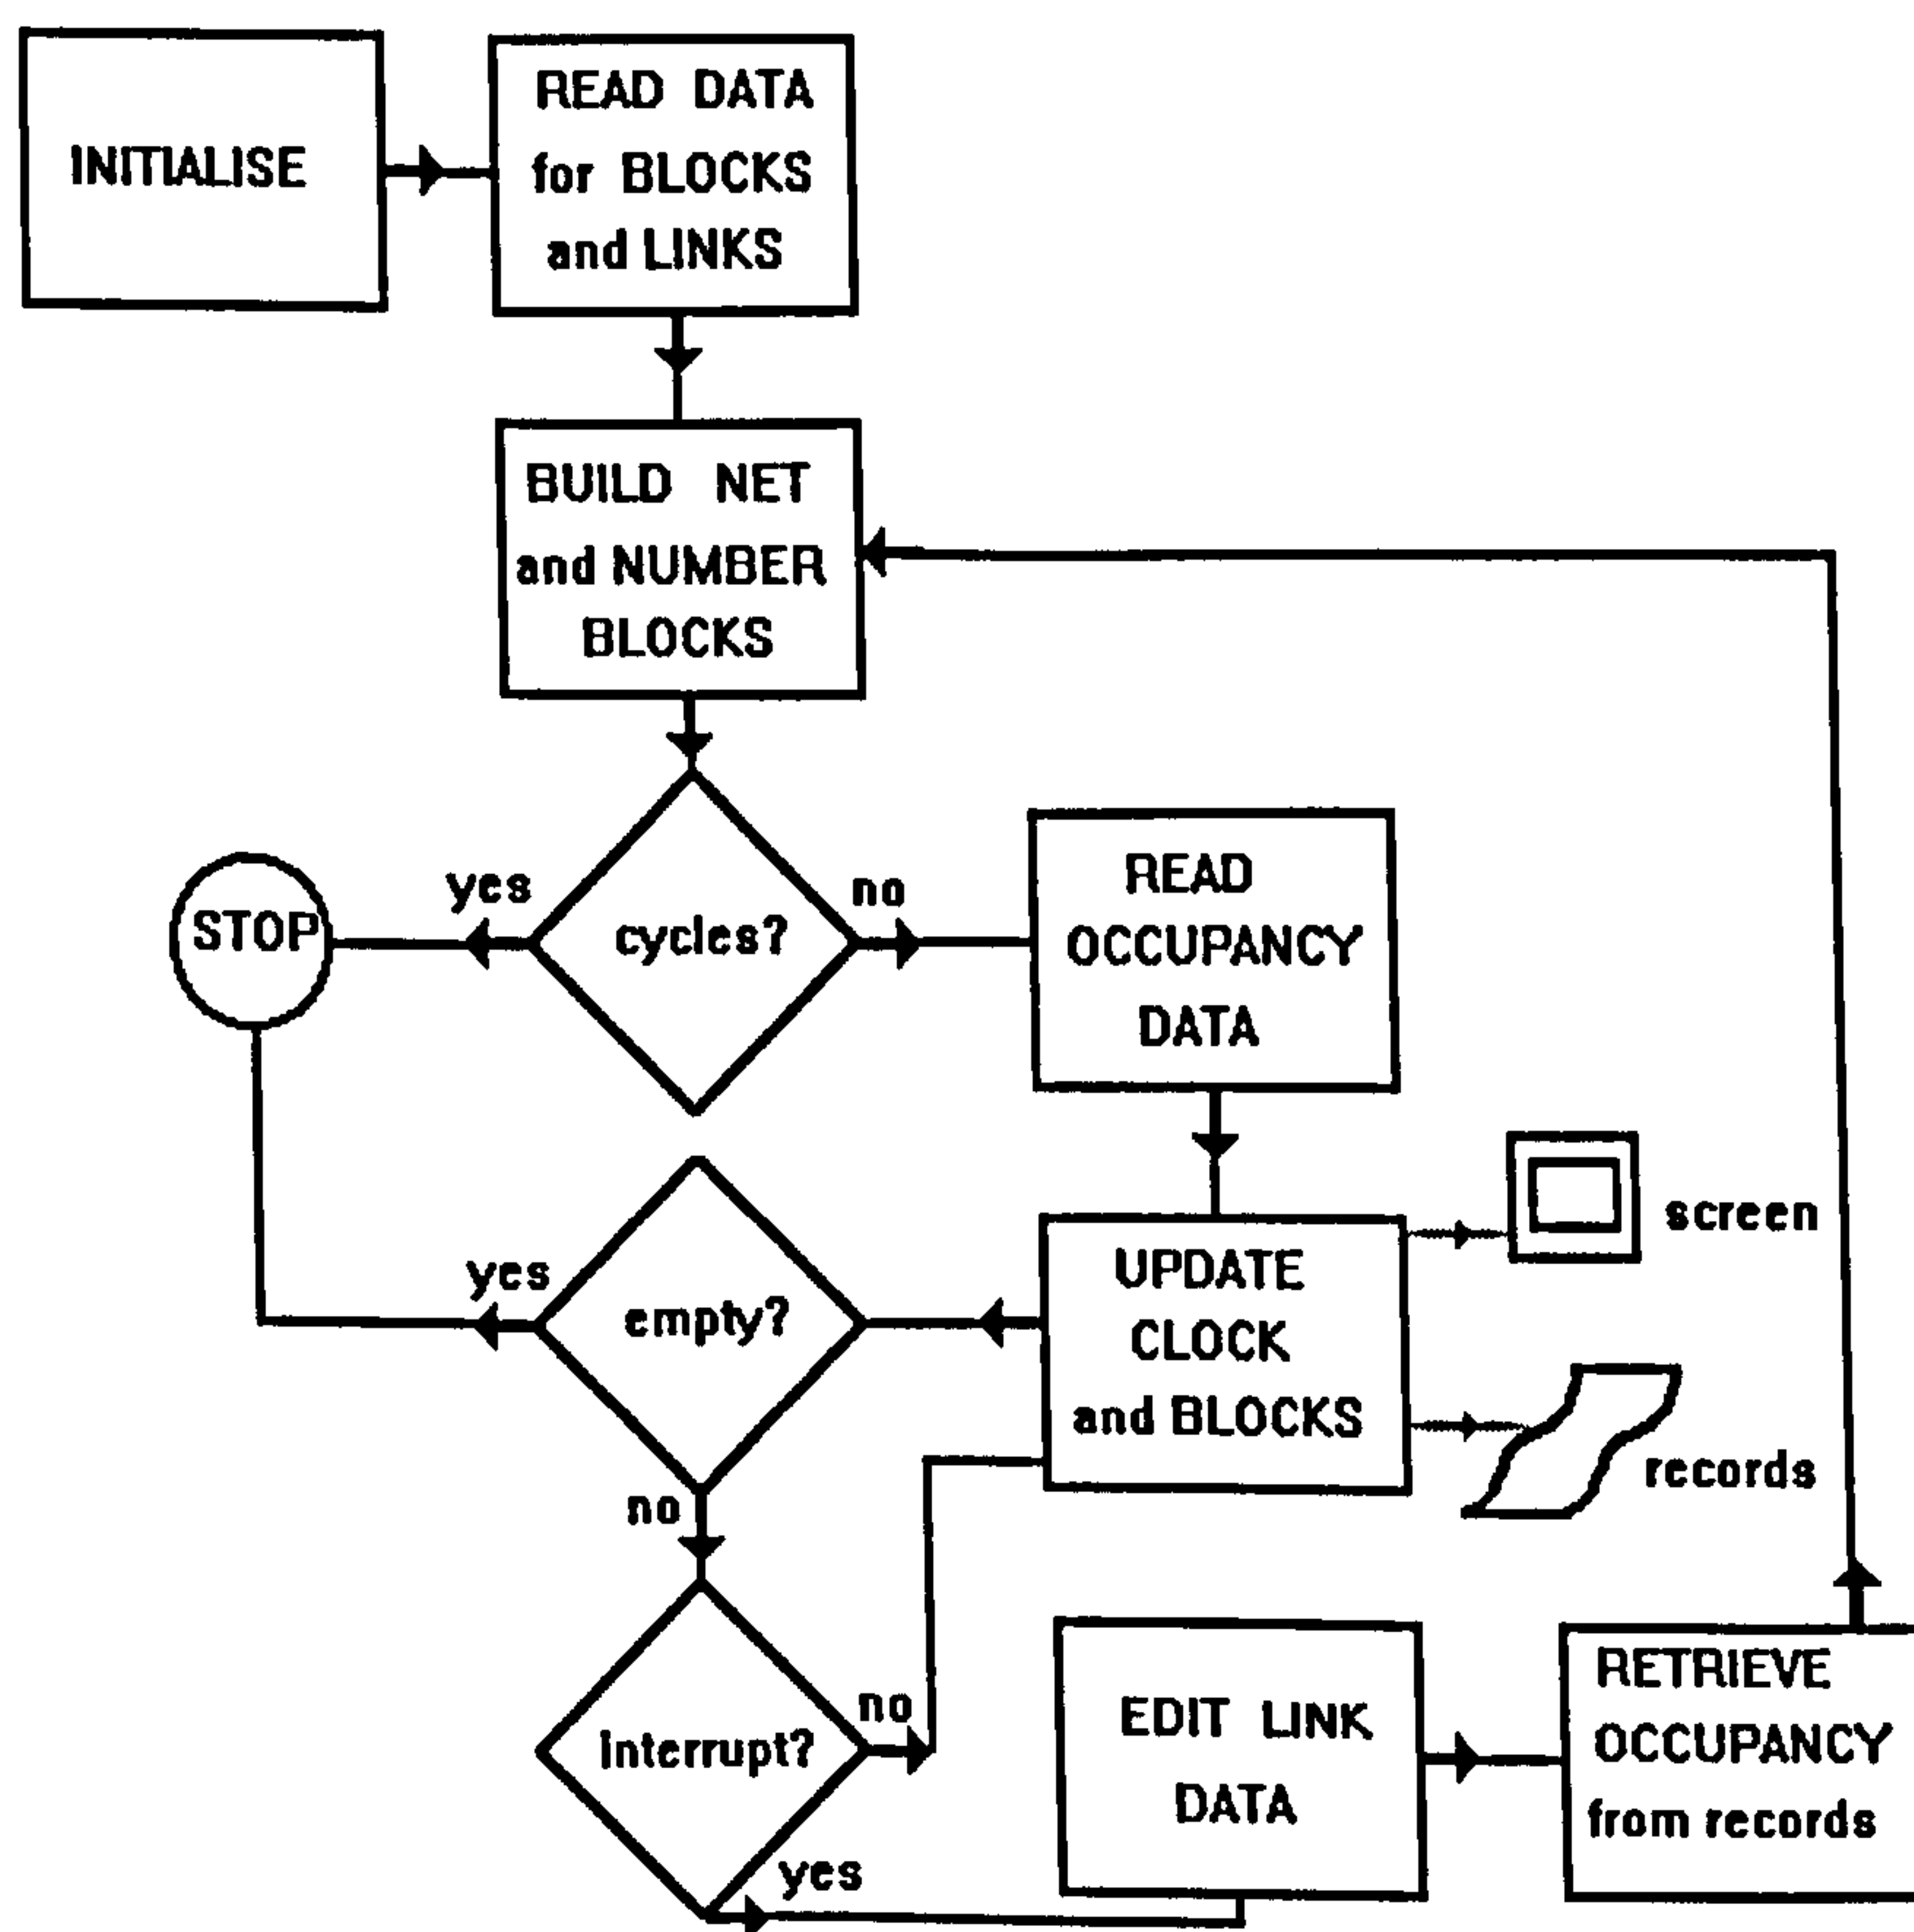 INITIALISE
READ DATA
for BLOCKS
and LINKS
BUILD NET
and NUMBER
BLOCKS
STOP
yes
cycles?
no
READ
OCCUPANCY
DATA
yes
empty?
no
UPDATE
CLOCK
and BLOCKS
screen
records
interrupt?
no
yes
EDIT LINK
DATA
RETRIEVE
OCCUPANCY
from records